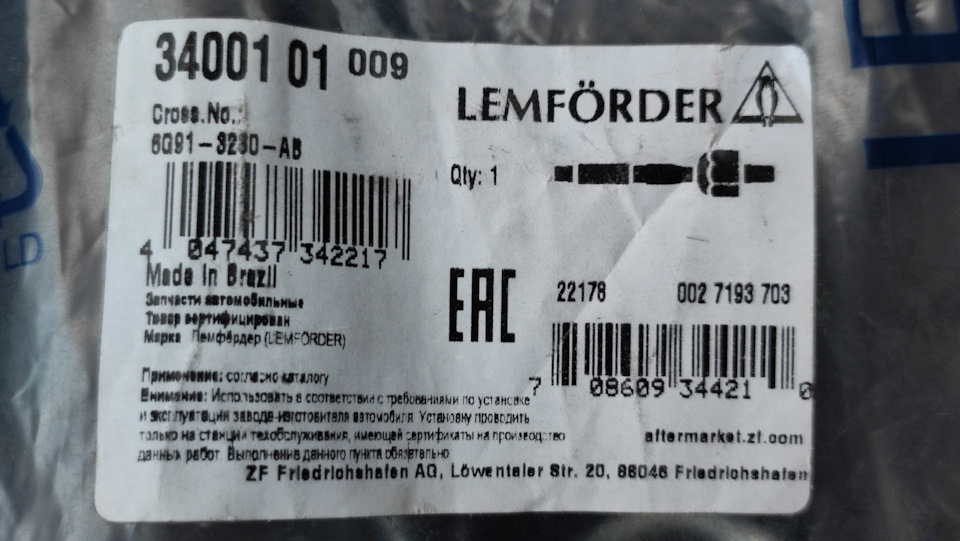 34001 01 009
LEMFÖRDER
Cross.No.:
6G91-3280-AB
Qty: 1
4 047437 342217
Made in Brazil
Запчасти автомобильные
Товар сертифицирован
Марка Лемфёрдер (LEMFÖRDER)
EAC
22178 002 7193 703
7 08609 34421 0
Применение: согласно каталогу
Внимание: Использовать в соответствии с требованиями по установке
и эксплуатации завода-изготовителя автомобиля. Установку проводить
только на станции техобслуживания, имеющей сертификаты на производство
данных работ. Выполнение данного пункта обязательно
aftermarket.zf.com
ZF Friedrichshafen AG, Löwentaler Str. 20, 88046 Friedrichshafen
LD